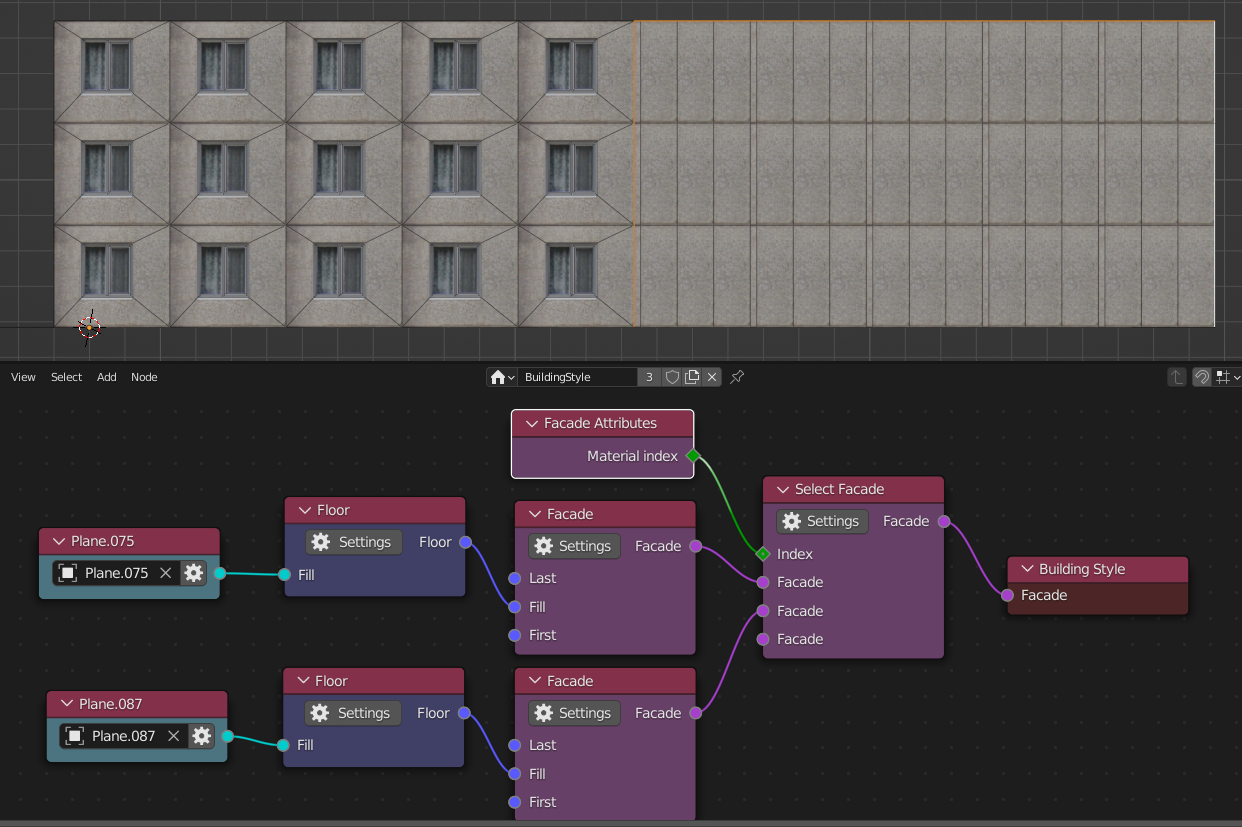 View Select Add Node BuildingStyle 3
Facade Attributes
Material index
Select Facade
Settings Facade
Index
Facade
Facade
Facade
Floor
Settings Floor
Fill
Facade
Settings Facade
Last
Fill
First
Plane.075
Plane.075
Building Style
Facade
Floor
Settings Floor
Fill
Facade
Settings Facade
Last
Fill
First
Plane.087
Plane.087